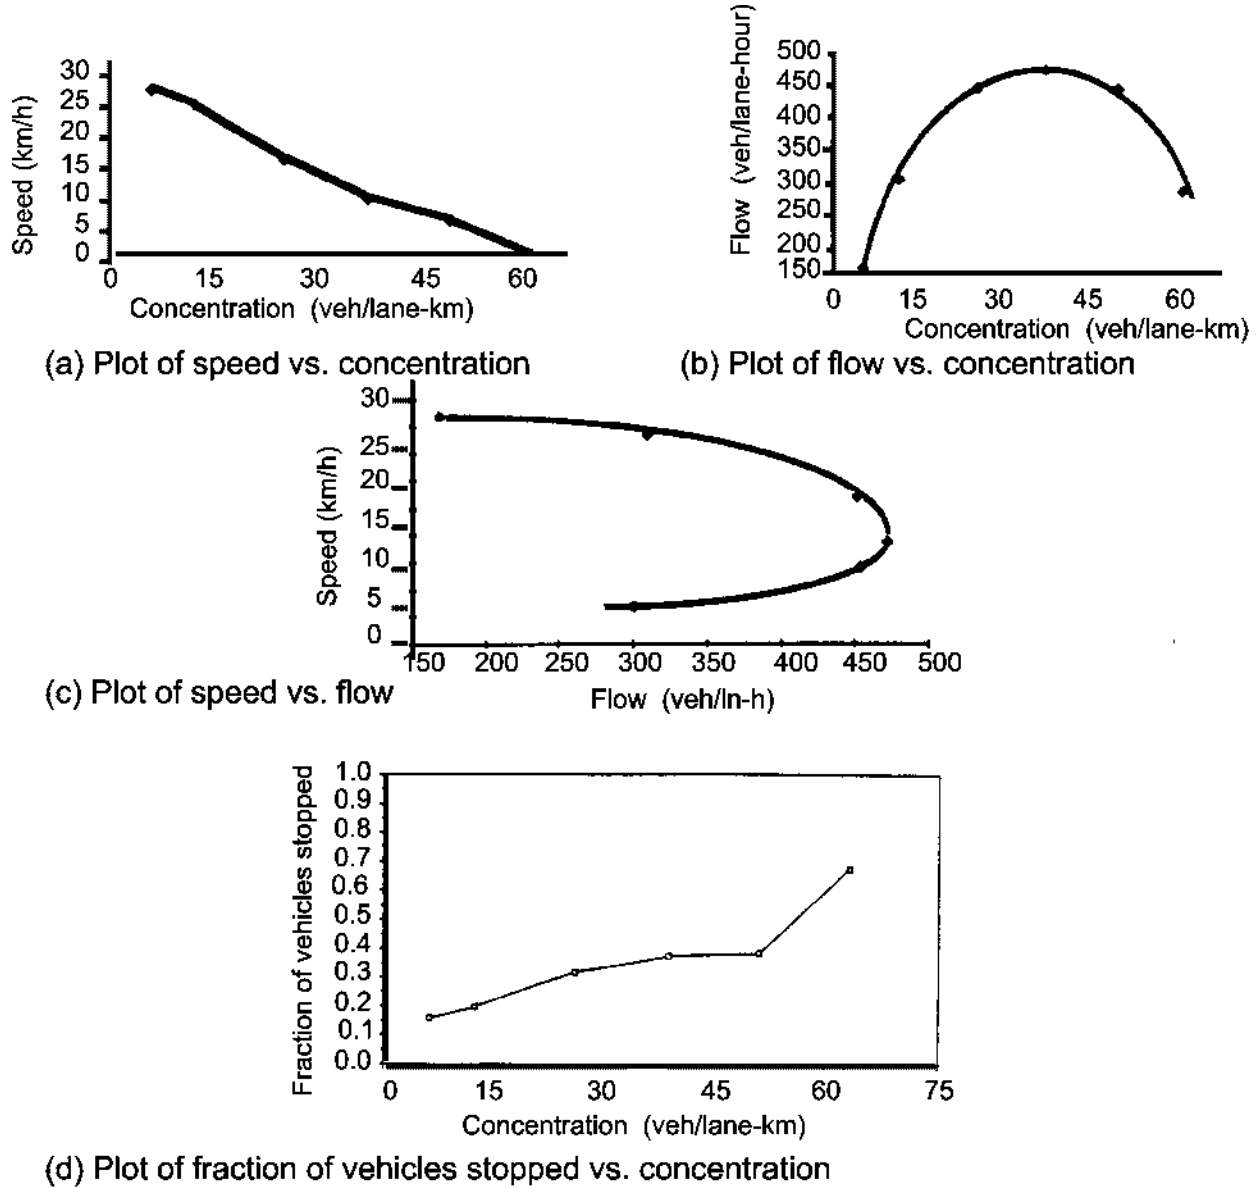 Speed (km/h)
30
25
20
15
10
5
0
0 15 30 45 60
Concentration (veh/lane-km)
(a) Plot of speed vs. concentration
Flow (veh/lane-hour)
500
450
400
350
300
250
200
150
0 15 30 45 60
Concentration (veh/lane-km)
(b) Plot of flow vs. concentration
Speed (km/h)
30
25
20
15
10
5
0
150 200 250 300 350 400 450 500
Flow (veh/ln-h)
(c) Plot of speed vs. flow
Fraction of vehicles stopped
1.0
0.9
0.8
0.7
0.6
0.5
0.4
0.3
0.2
0.1
0.0
0 15 30 45 60 75
Concentration (veh/lane-km)
(d) Plot of fraction of vehicles stopped vs. concentration